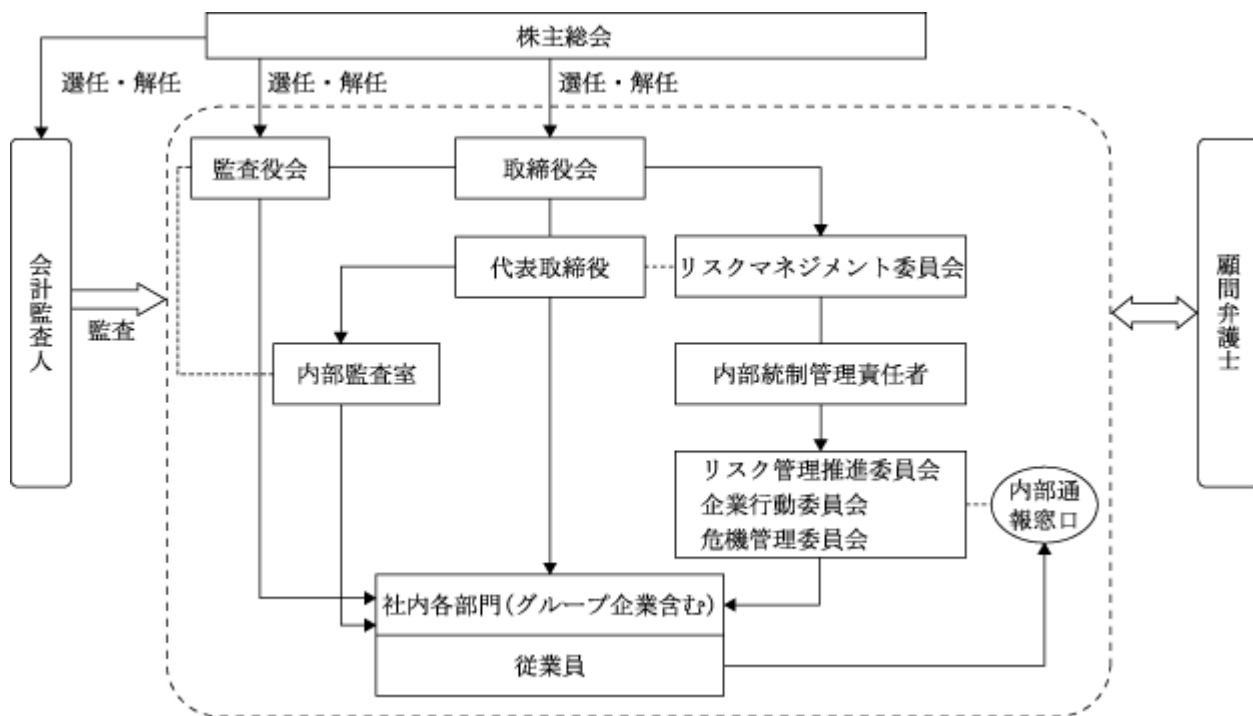 株主総会
選任・解任
選任・解任
選任・解任
監査役会
取締役会
会計監査人
監査
代表取締役
リスクマネジメント委員会
顧問弁護士
内部監査室
内部統制管理責任者
リスク管理推進委員会
企業行動委員会
危機管理委員会
内部通
報窓口
社内各部門(グループ企業含む)
従業員